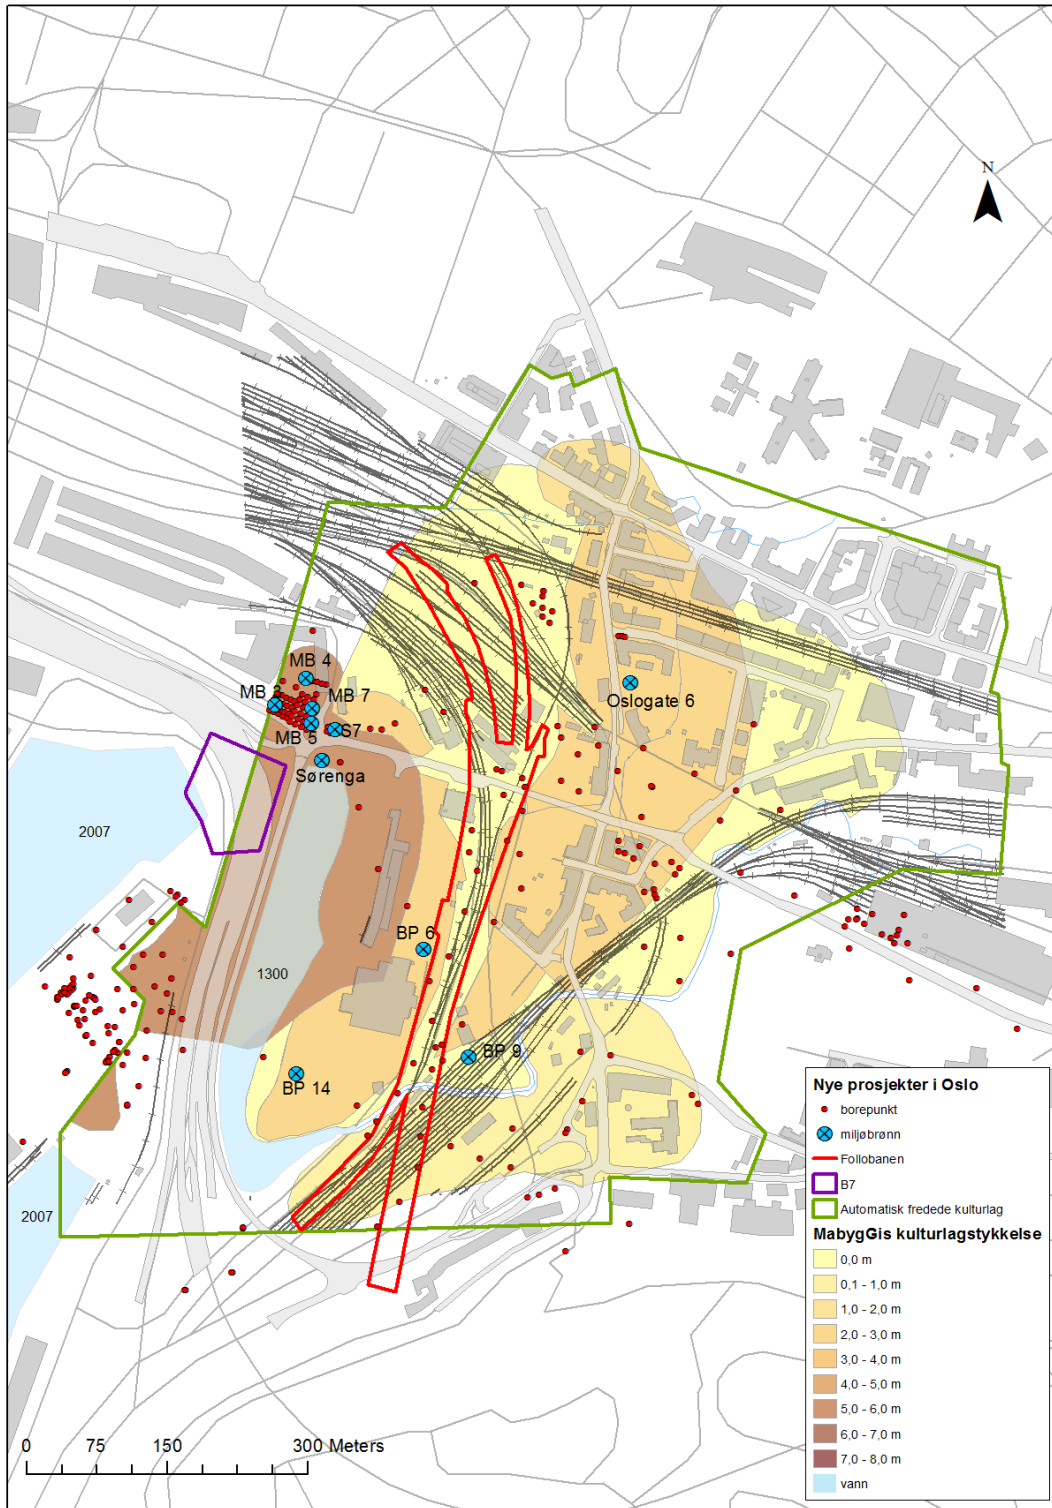 N
MB 4
MB 7
MB 5
S7
Sørenga
Oslogate 6
2007
1300
BP 6
BP 9
BP 14
2007
0 75 150 300 Meters
Nye prosjekter i Oslo
borepunkt
miljøbrønn
Follobanen
B7
Automatisk fredede kulturlag
MabygGis kulturlagstykkelse
0,0 m
0,1 - 1,0 m
1,0 - 2,0 m
2,0 - 3,0 m
3,0 - 4,0 m
4,0 - 5,0 m
5,0 - 6,0 m
6,0 - 7,0 m
7,0 - 8,0 m
vann